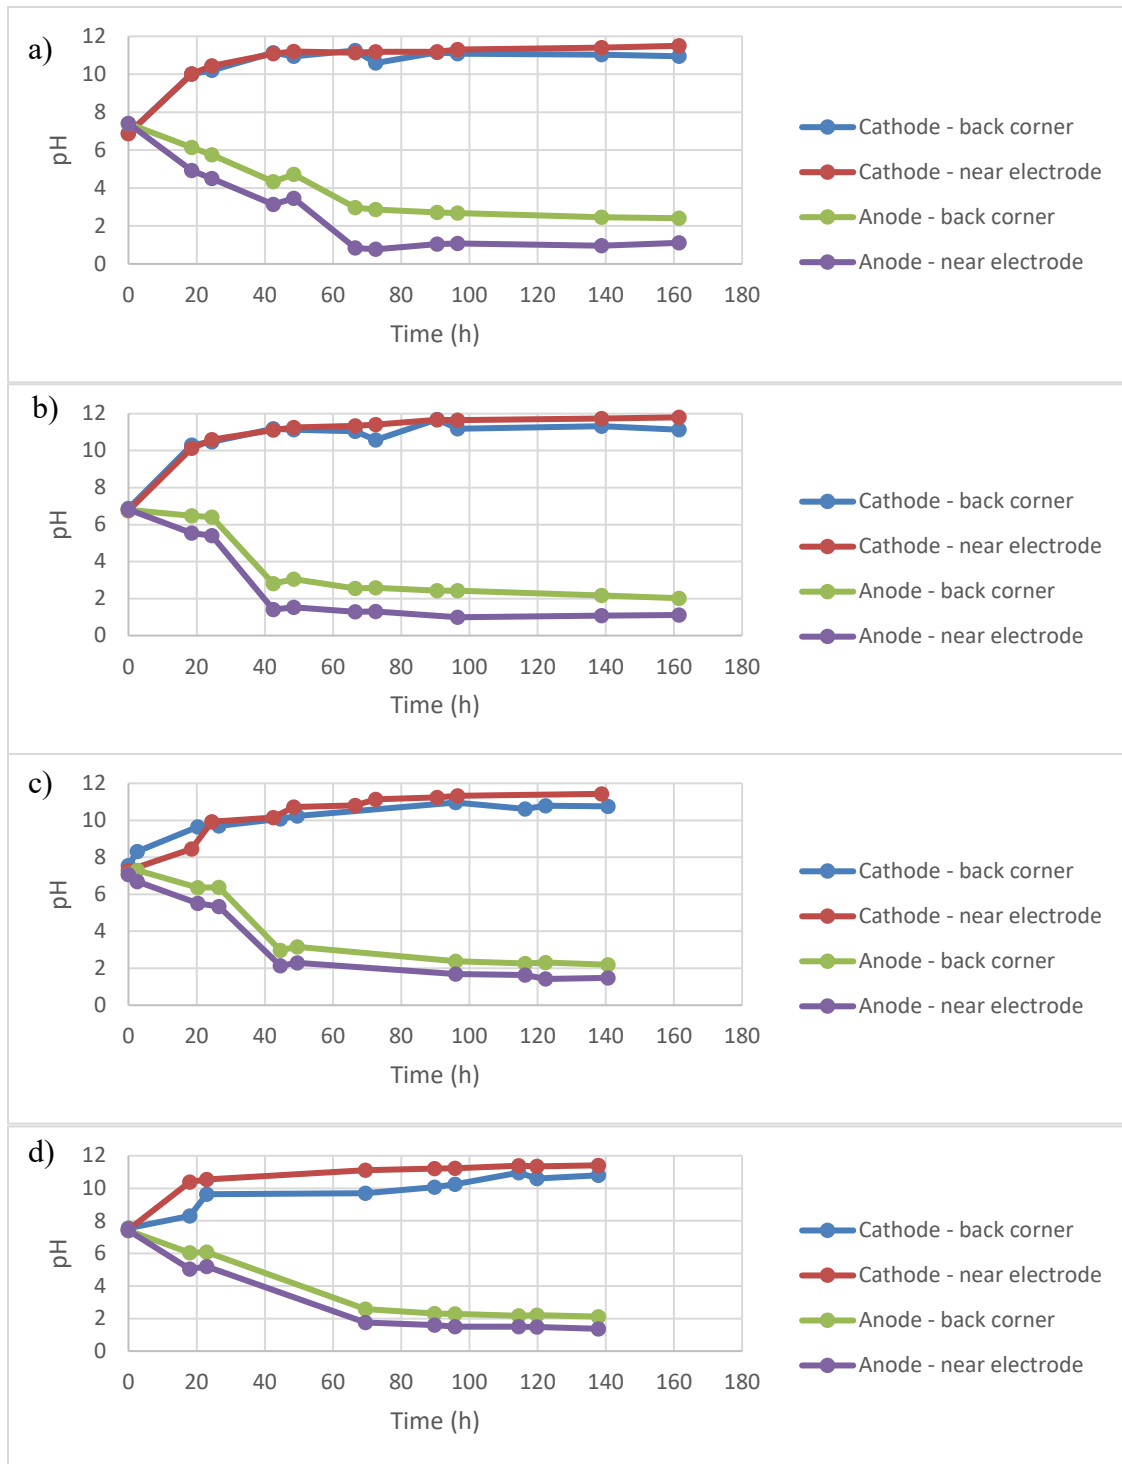 a)
12
10
8
6
4
2
0
pH
0 20 40 60 80 100 120 140 160 180
Time (h)
Cathode - back corner
Cathode - near electrode
Anode - back corner
Anode - near electrode
b)
12
10
8
6
4
2
0
pH
0 20 40 60 80 100 120 140 160 180
Time (h)
Cathode - back corner
Cathode - near electrode
Anode - back corner
Anode - near electrode
c)
12
10
8
6
4
2
0
pH
0 20 40 60 80 100 120 140 160 180
Time (h)
Cathode - back corner
Cathode - near electrode
Anode - back corner
Anode - near electrode
d)
12
10
8
6
4
2
0
pH
0 20 40 60 80 100 120 140 160 180
Time (h)
Cathode - back corner
Cathode - near electrode
Anode - back corner
Anode - near electrode